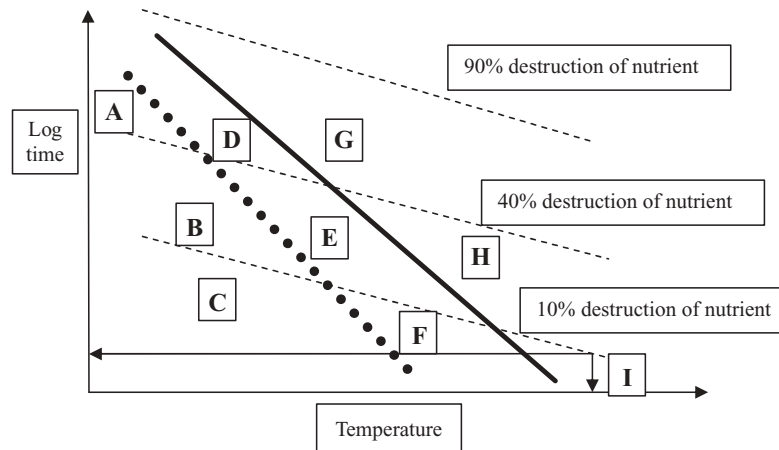 90% destruction of nutrient
A
Log
time
D
G
40% destruction of nutrient
B
E
H
C
10% destruction of nutrient
F
I
Temperature